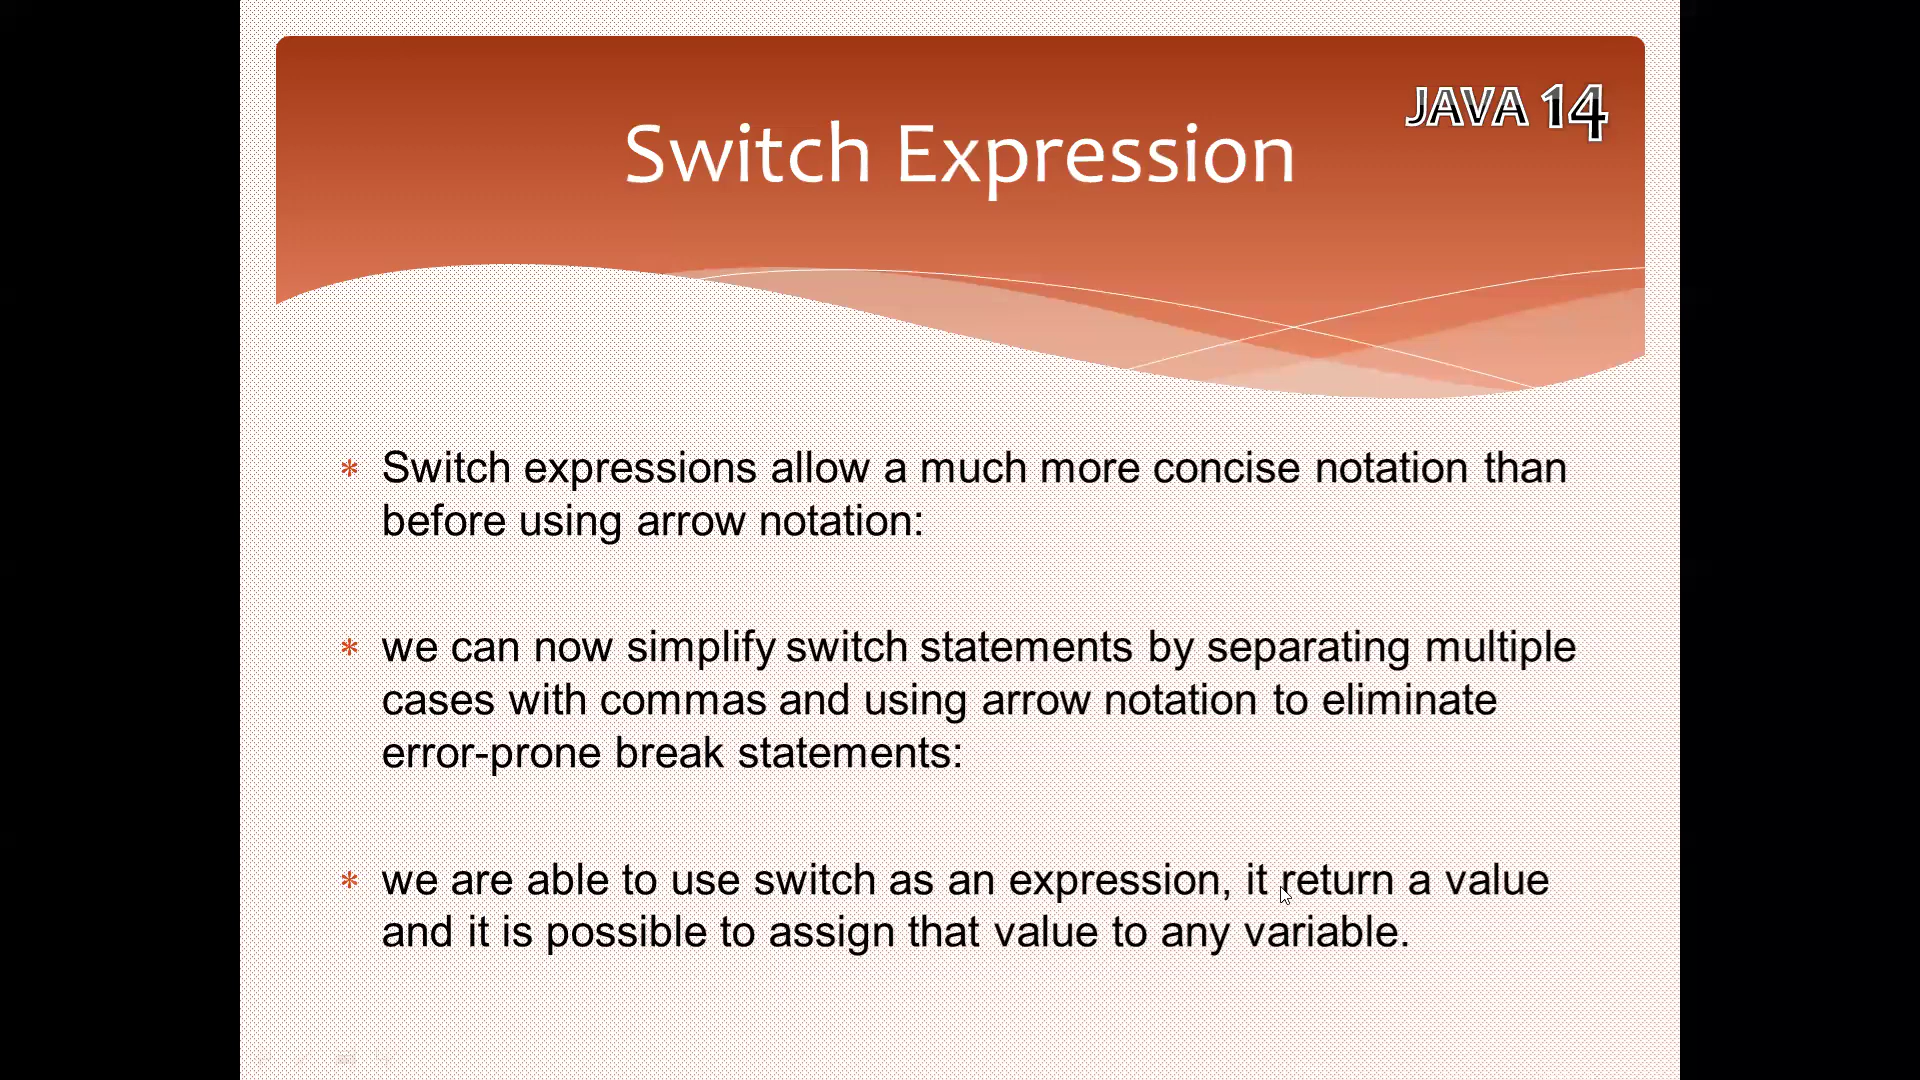 JAVA 14
Switch Expression
* Switch expressions allow a much more concise notation than
before using arrow notation:
* we can now simplify switch statements by separating multiple
cases with commas and using arrow notation to eliminate
error-prone break statements:
* we are able to use switch as an expression, it return a value
and it is possible to assign that value to any variable.